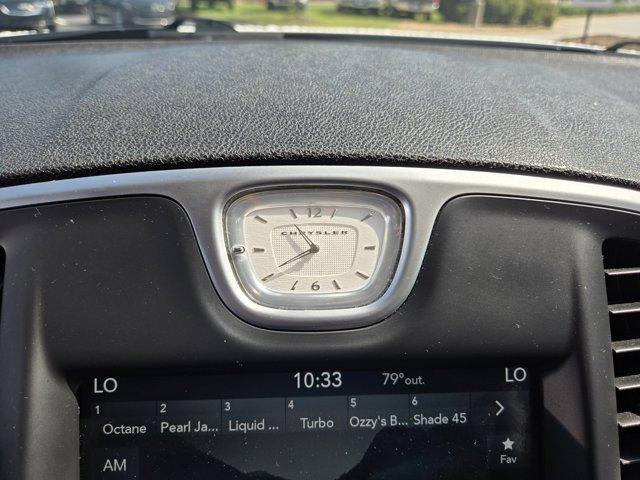 12
CHRYSLER
6
LO 10:33 79°out. LO
1 2 3 4 5 6
Octane Pearl Ja... Liquid ... Turbo Ozzy's B... Shade 45
AM Fav